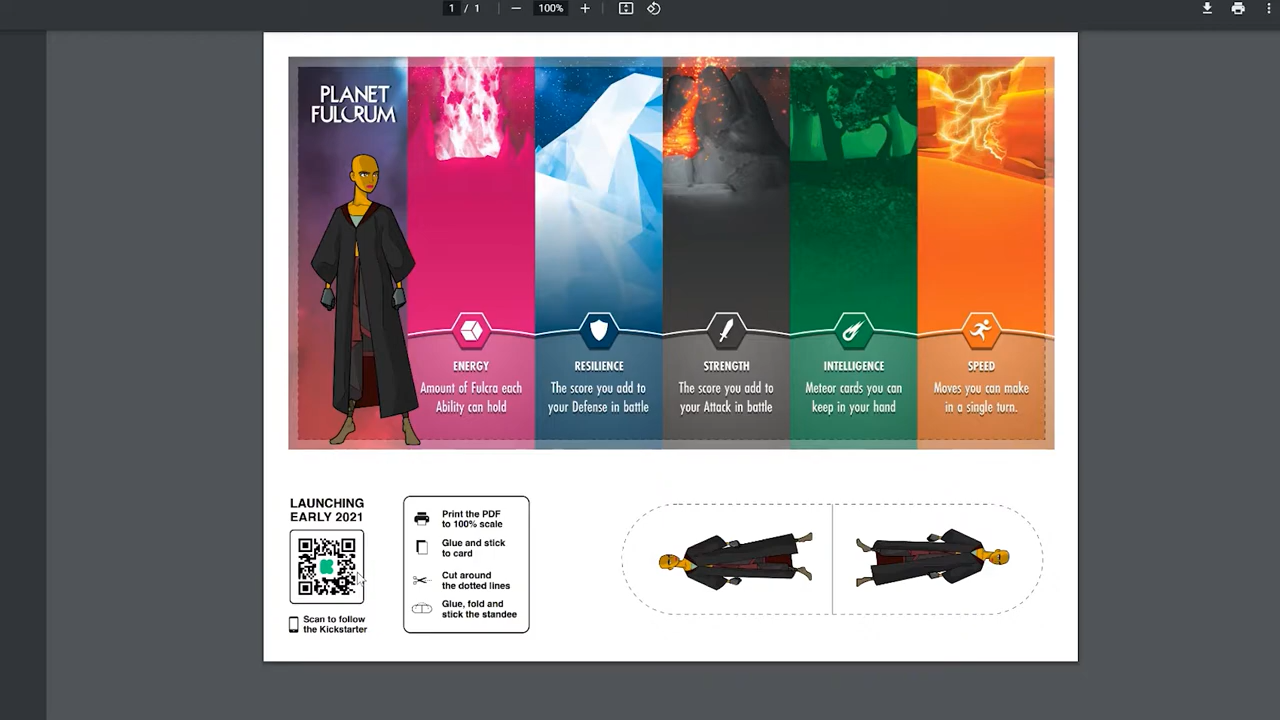 1 / 1
100%
PLANET
FULCRUM
ENERGY
Amount of Fulcra each
Ability can hold
RESILIENCE
The score you add to
your Defense in battle
STRENGTH
The score you add to
your Attack in battle
INTELLIGENCE
Meteor cards you can
keep in your hand
SPEED
Moves you can make
in a single turn.
LAUNCHING
EARLY 2021
Scan to follow
the Kickstarter
Print the PDF
to 100% scale
Glue and stick
to card
Cut around
the dotted lines
Glue, fold and
stick the standee